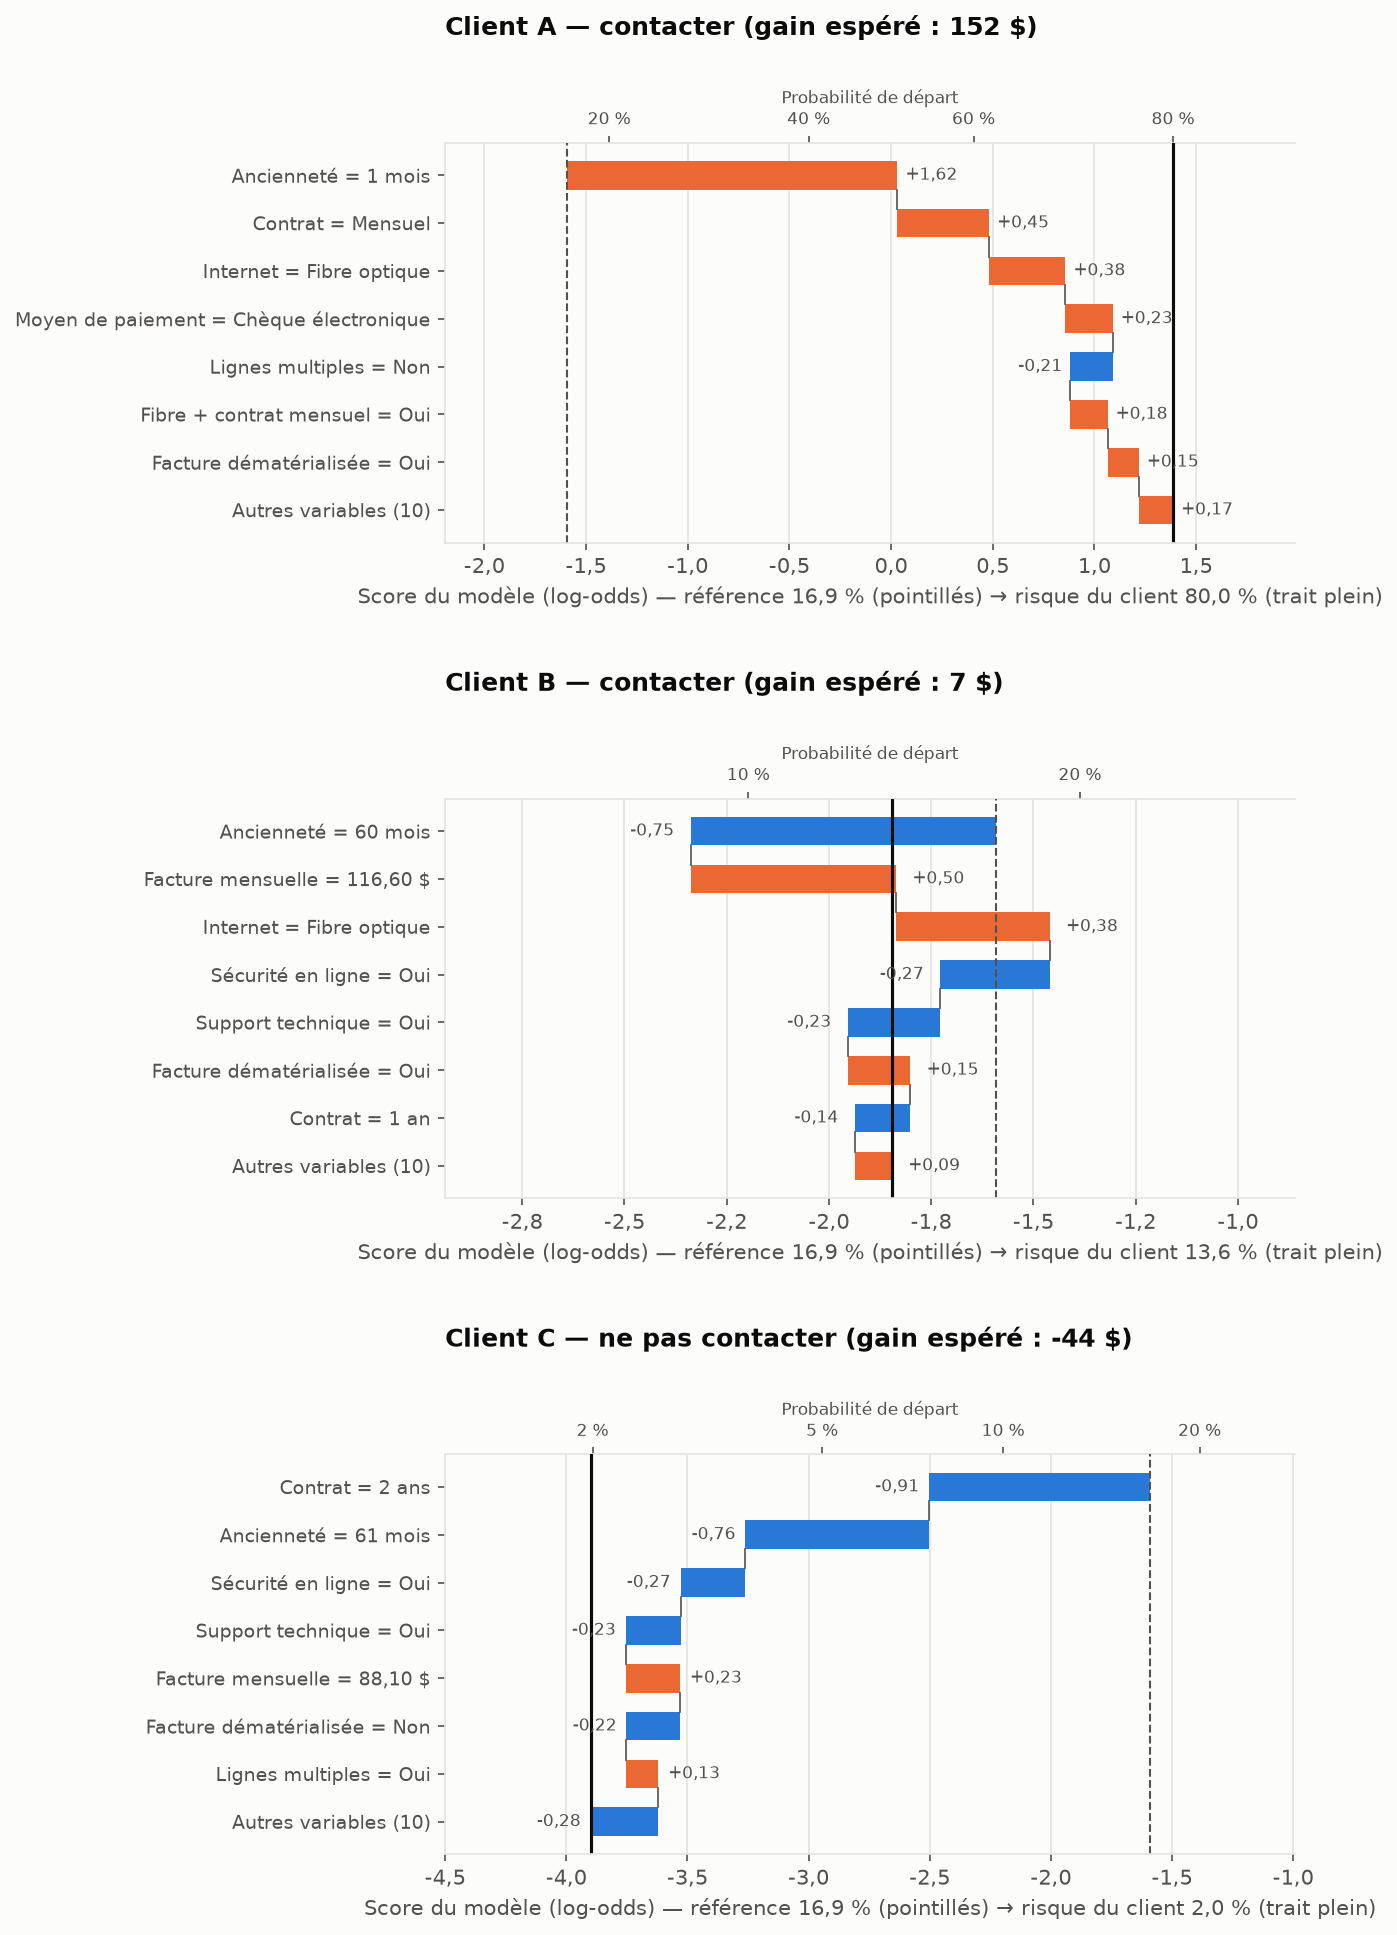 Client A — contacter (gain espéré : 152 $)
Probabilité de départ
20 % 40 % 60 % 80 %
Ancienneté = 1 mois +1,62
Contrat = Mensuel +0,45
Internet = Fibre optique +0,38
Moyen de paiement = Chèque électronique +0,23
Lignes multiples = Non -0,21
Fibre + contrat mensuel = Oui +0,18
Facture dématérialisée = Oui +0,15
Autres variables (10) +0,17
-2,0 -1,5 -1,0 -0,5 0,0 0,5 1,0 1,5
Score du modèle (log-odds) — référence 16,9 % (pointillés) → risque du client 80,0 % (trait plein)
Client B — contacter (gain espéré : 7 $)
Probabilité de départ
10 % 20 %
Ancienneté = 60 mois -0,75
Facture mensuelle = 116,60 $ +0,50
Internet = Fibre optique +0,38
Sécurité en ligne = Oui -0,27
Support technique = Oui -0,23
Facture dématérialisée = Oui +0,15
Contrat = 1 an -0,14
Autres variables (10) +0,09
-2,8 -2,5 -2,2 -2,0 -1,8 -1,5 -1,2 -1,0
Score du modèle (log-odds) — référence 16,9 % (pointillés) → risque du client 13,6 % (trait plein)
Client C — ne pas contacter (gain espéré : -44 $)
Probabilité de départ
2 % 5 % 10 % 20 %
Contrat = 2 ans -0,91
Ancienneté = 61 mois -0,76
Sécurité en ligne = Oui -0,27
Support technique = Oui -0,23
Facture mensuelle = 88,10 $ +0,23
Facture dématérialisée = Non -0,22
Lignes multiples = Oui +0,13
Autres variables (10) -0,28
-4,5 -4,0 -3,5 -3,0 -2,5 -2,0 -1,5 -1,0
Score du modèle (log-odds) — référence 16,9 % (pointillés) → risque du client 2,0 % (trait plein)